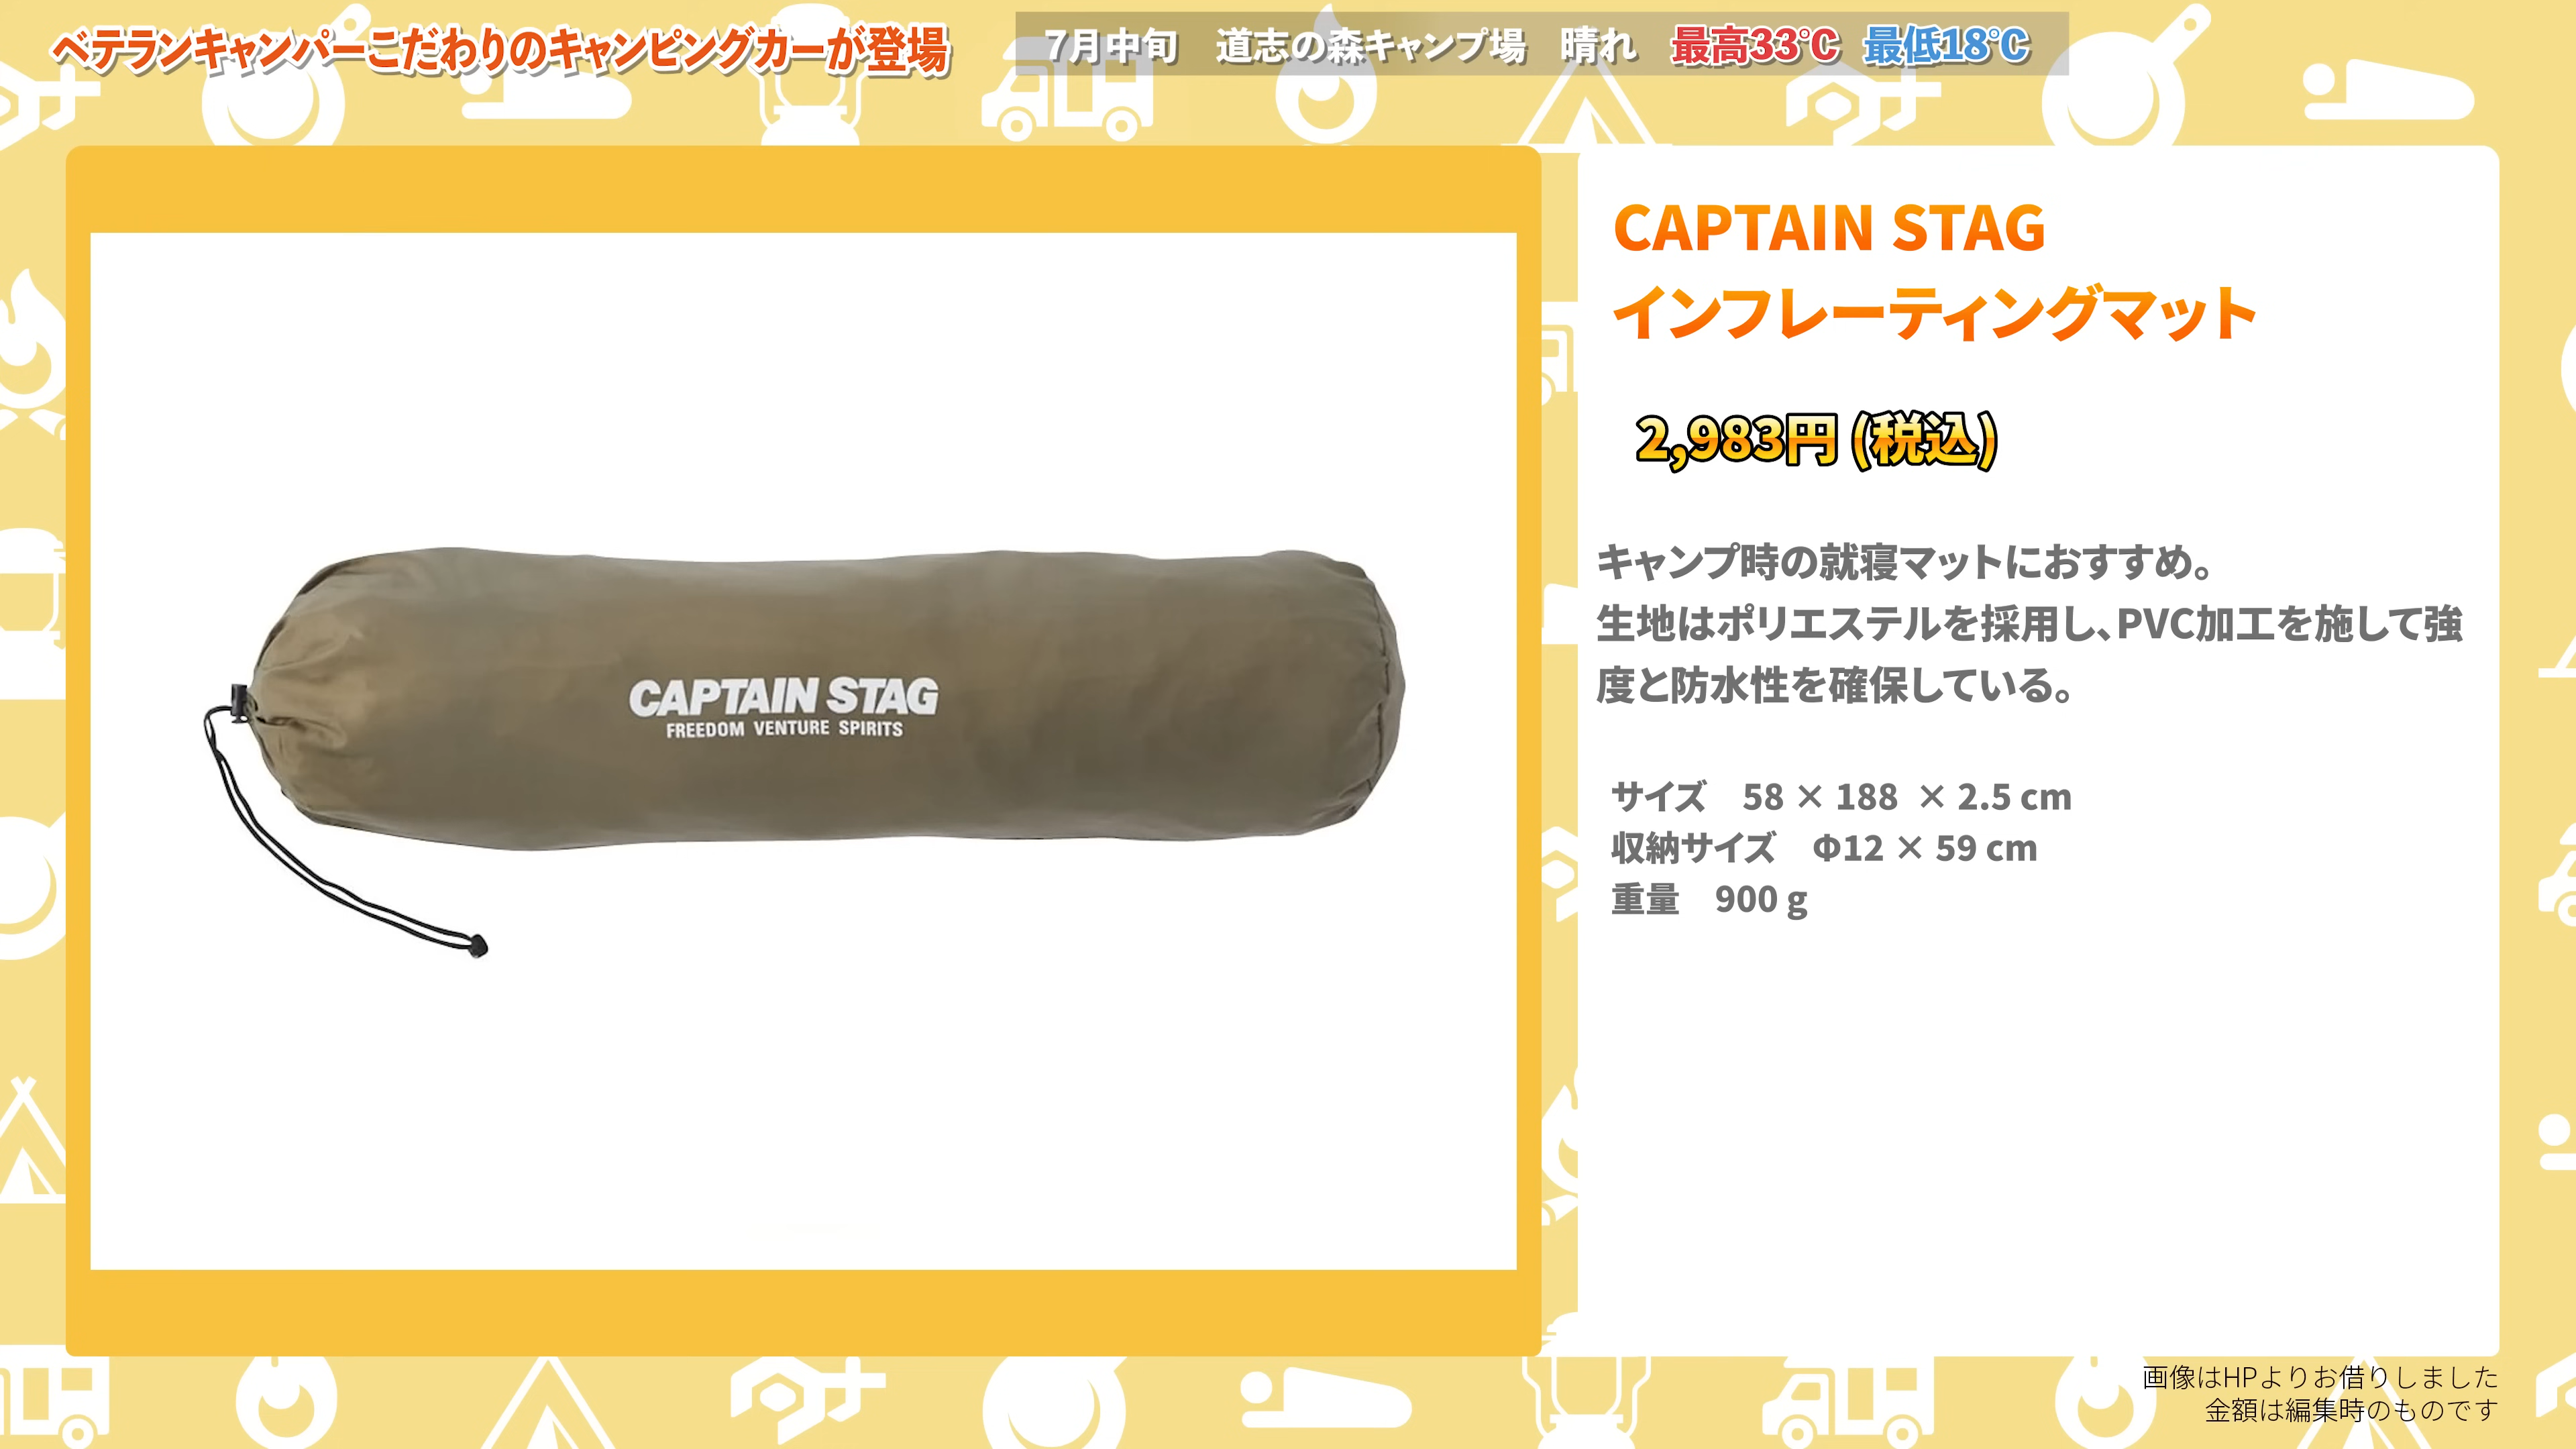 ベテランキャンパーこだわりのキャンピングカーが登場
7月中旬　道志の森キャンプ場　晴れ　最高33℃　最低18℃
CAPTAIN STAG
インフレーティングマット
2,983円 (税込)
キャンプ時の就寝マットにおすすめ。
生地はポリエステルを採用し、PVC加工を施して強
度と防水性を確保している。
サイズ　58 × 188 × 2.5 cm
収納サイズ　Φ12 × 59 cm
重量　900 g
CAPTAIN STAG
FREEDOM VENTURE SPIRITS
画像はHPよりお借りしました
金額は編集時のものです